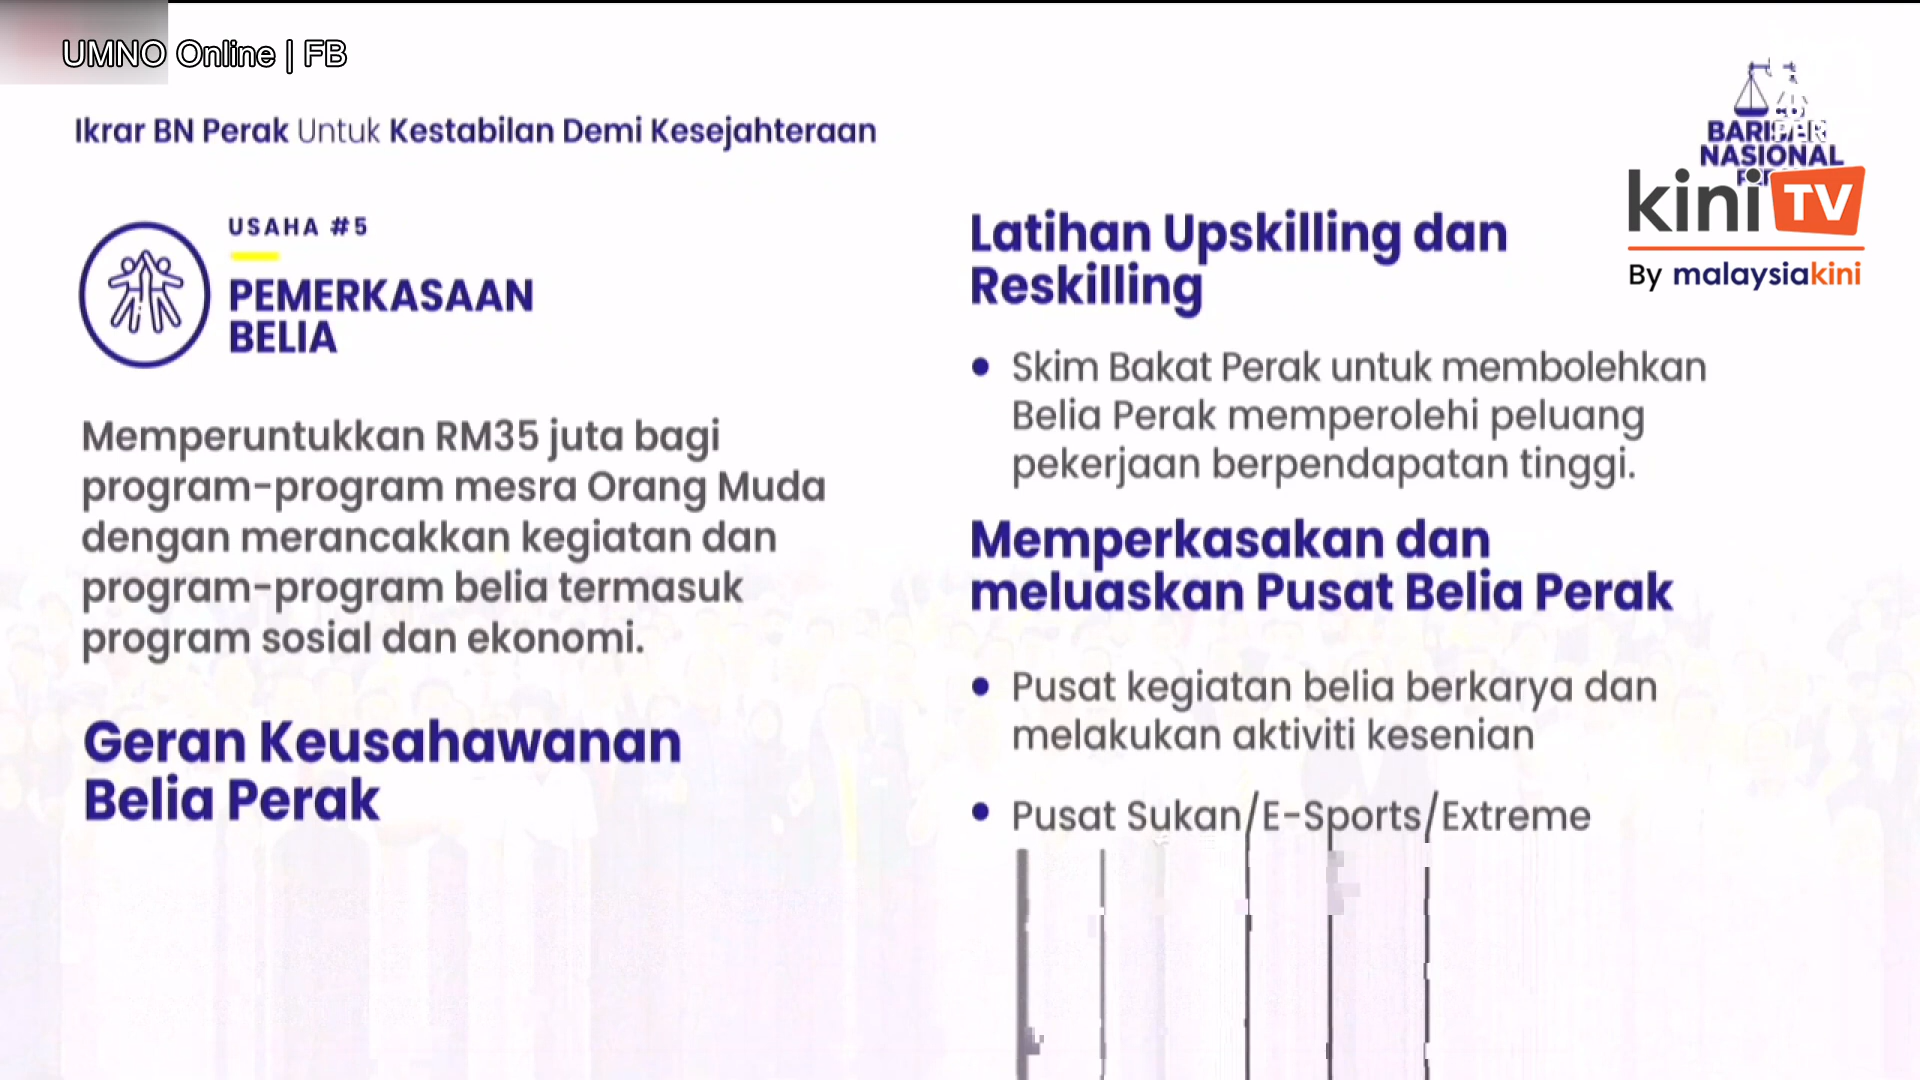 UMNO Online | FB
Ikrar BN Perak Untuk Kestabilan Demi Kesejahteraan
USAHA #5
PEMERKASAAN
BELIA
Memperuntukkan RM35 juta bagi
program-program mesra Orang Muda
dengan merancakkan kegiatan dan
program-program belia termasuk
program sosial dan ekonomi.
Geran Keusahawanan
Belia Perak
Latihan Upskilling dan
Reskilling
• Skim Bakat Perak untuk membolehkan
Belia Perak memperolehi peluang
pekerjaan berpendapatan tinggi.
Memperkasakan dan
meluaskan Pusat Belia Perak
• Pusat kegiatan belia berkarya dan
melakukan aktiviti kesenian
• Pusat Sukan/E-Sports/Extreme
NASIONAL
kini TV
By malaysiakini